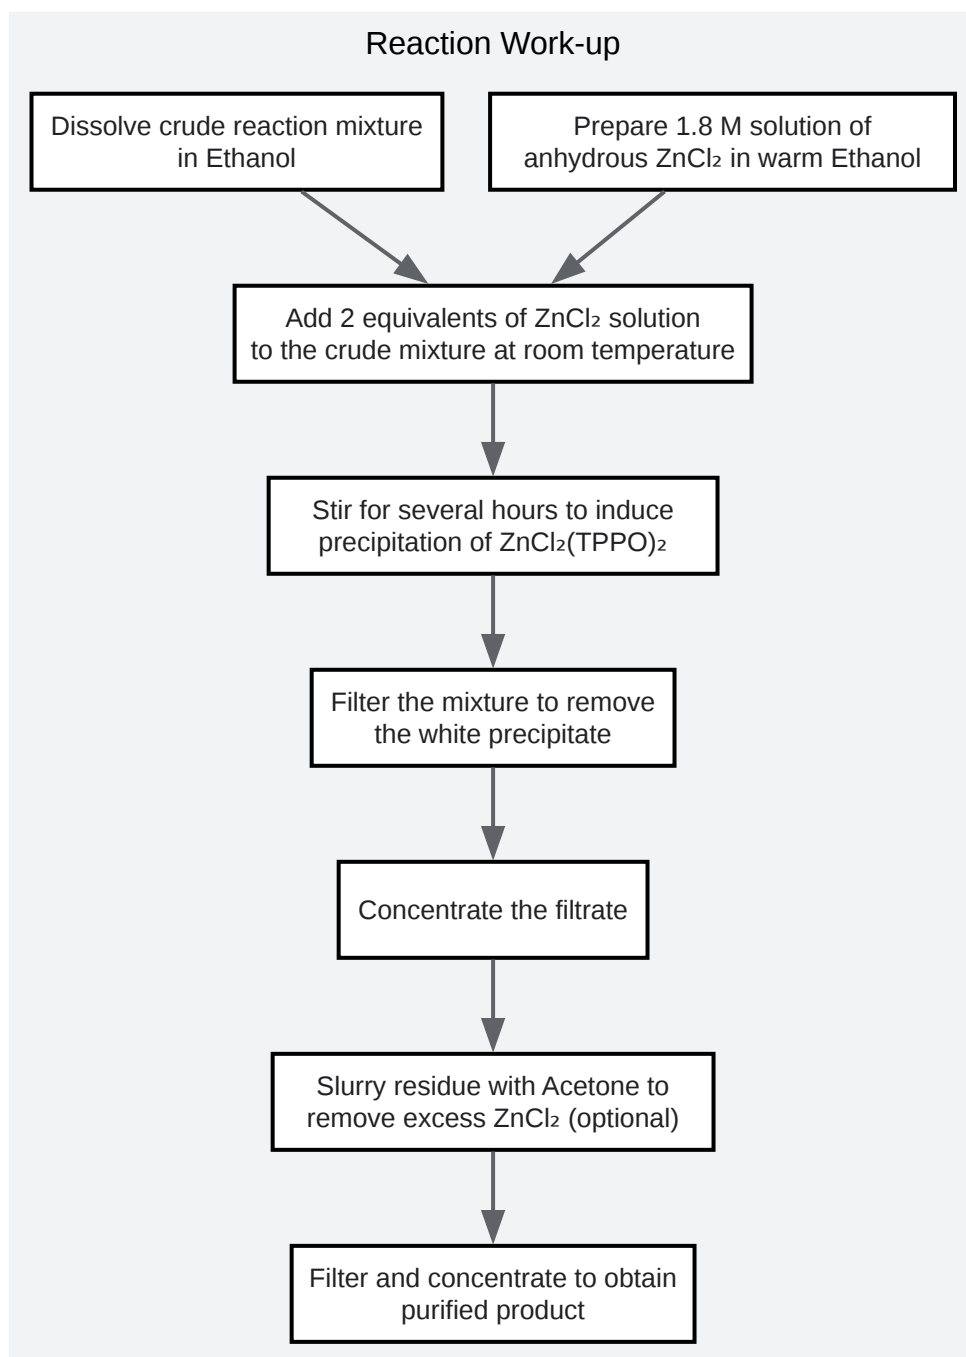 Reaction Work-up
Dissolve crude reaction mixture
in Ethanol
Prepare 1.8 M solution of
anhydrous ZnCl₂ in warm Ethanol
Add 2 equivalents of ZnCl₂ solution
to the crude mixture at room temperature
Stir for several hours to induce
precipitation of ZnCl₂(TPPO)₂
Filter the mixture to remove
the white precipitate
Concentrate the filtrate
Slurry residue with Acetone to
remove excess ZnCl₂ (optional)
Filter and concentrate to obtain
purified product